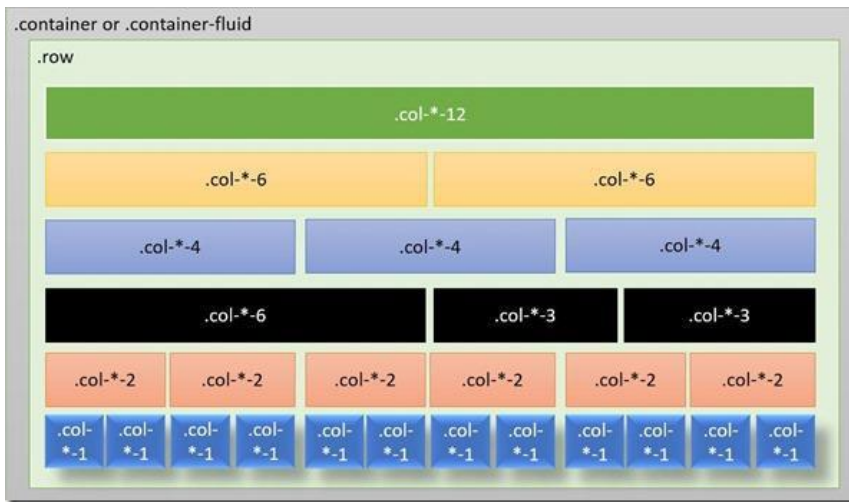 .container or .container-fluid
.row
.col-*-12
.col-*-6 .col-*-6
.col-*-4 .col-*-4 .col-*-4
.col-*-6 .col-*-3 .col-*-3
.col-*-2 .col-*-2 .col-*-2 .col-*-2 .col-*-2 .col-*-2
.col- .col- .col- .col- .col- .col- .col- .col- .col- .col- .col- .col-
*-1 *-1 *-1 *-1 *-1 *-1 *-1 *-1 *-1 *-1 *-1 *-1